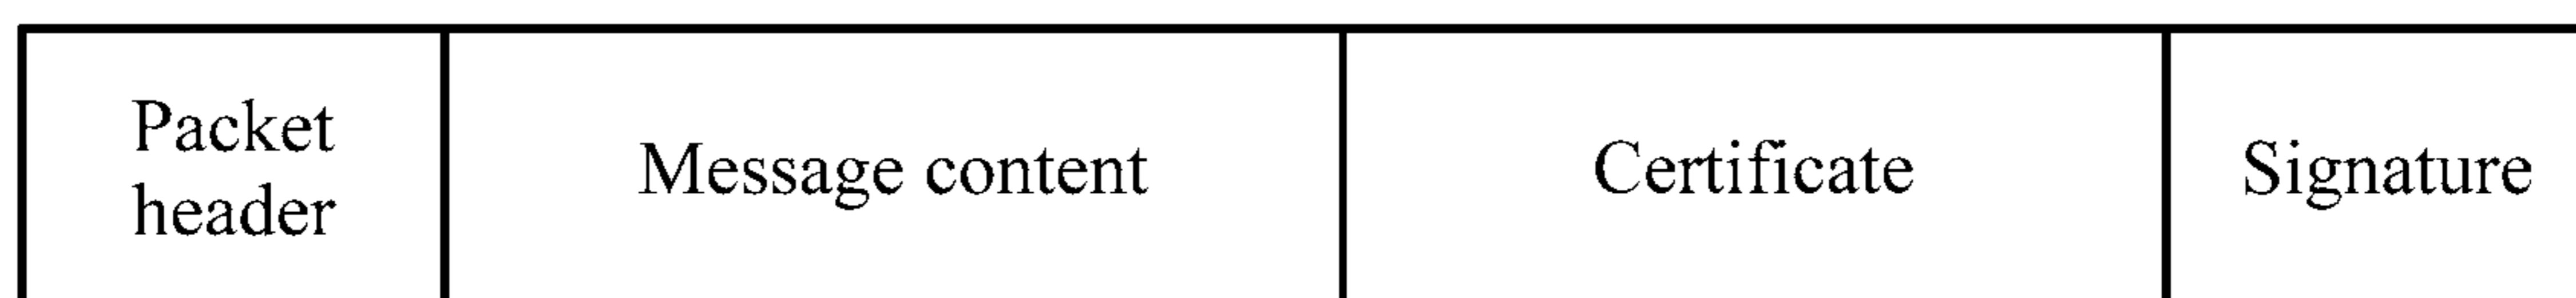 Packet
header
Message content
Certificate
Signature